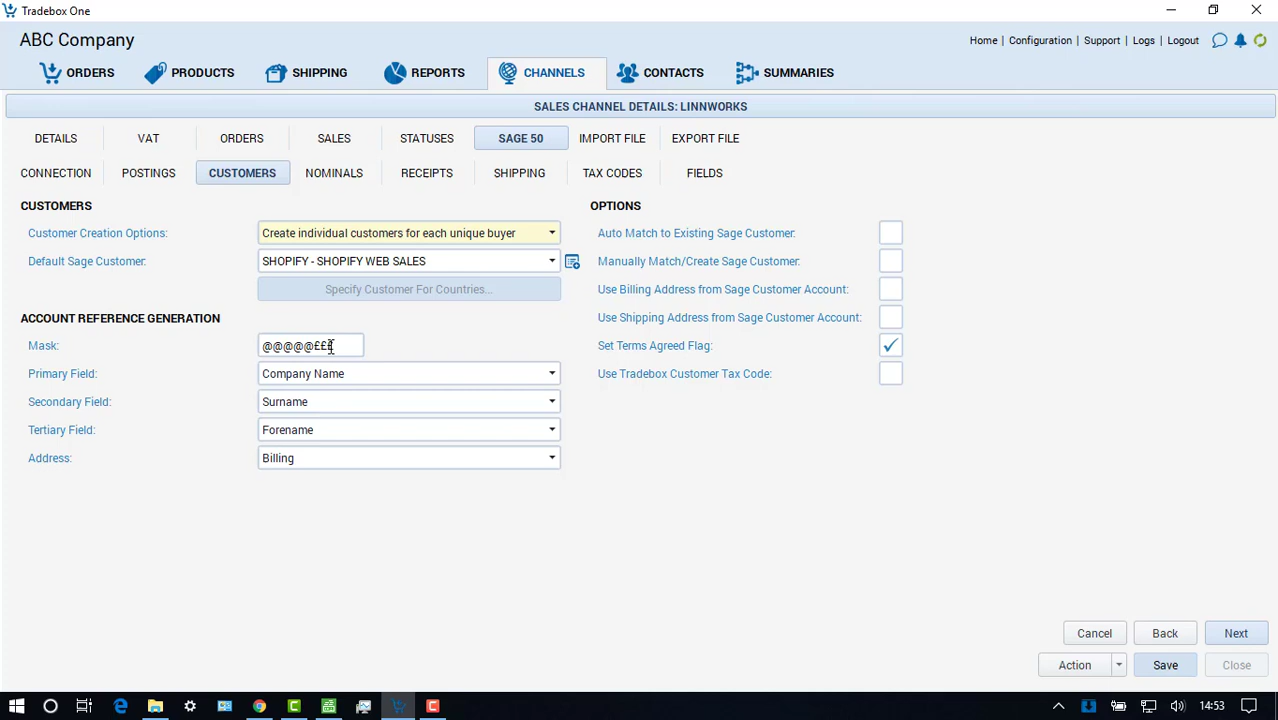 Tradebox One
ABC Company
Home | Configuration | Support | Logs | Logout
ORDERS PRODUCTS SHIPPING REPORTS CHANNELS CONTACTS SUMMARIES
SALES CHANNEL DETAILS: LINNWORKS
DETAILS VAT ORDERS SALES STATUSES SAGE 50 IMPORT FILE EXPORT FILE
CONNECTION POSTINGS CUSTOMERS NOMINALS RECEIPTS SHIPPING TAX CODES FIELDS
CUSTOMERS
Customer Creation Options: Create individual customers for each unique buyer
Default Sage Customer: SHOPIFY - SHOPIFY WEB SALES
Specify Customer For Countries...
ACCOUNT REFERENCE GENERATION
Mask: @@@@@£££
Primary Field: Company Name
Secondary Field: Surname
Tertiary Field: Forename
Address: Billing
OPTIONS
Auto Match to Existing Sage Customer:
Manually Match/Create Sage Customer:
Use Billing Address from Sage Customer Account:
Use Shipping Address from Sage Customer Account:
Set Terms Agreed Flag:
Use Tradebox Customer Tax Code:
Cancel Back Next
Action Save Close
14:53